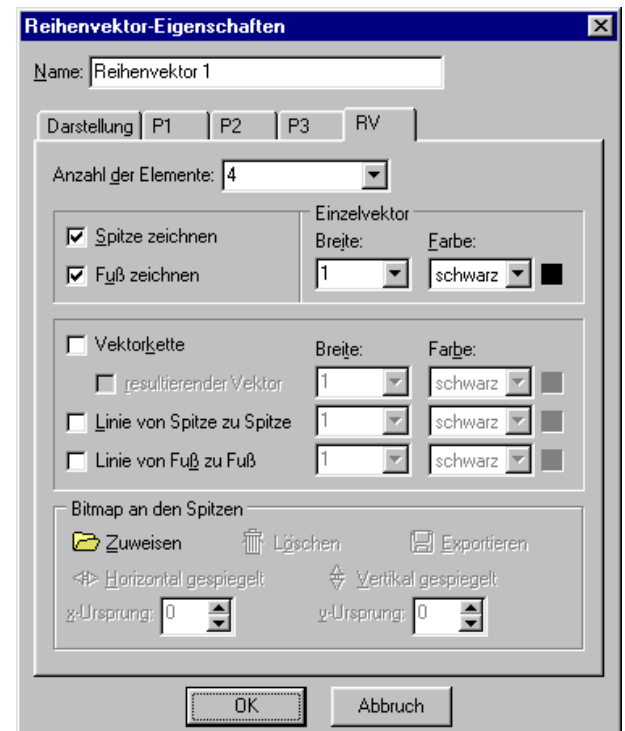 Reihenvektor-Eigenschaften
Name: Reihenvektor 1
Darstellung P1 P2 P3 RV
Anzahl der Elemente: 4
Einzelvektor
Spitze zeichnen Breite: Farbe:
Fuß zeichnen 1 schwarz
Vektorkette Breite: Farbe:
resultierender Vektor 1 schwarz
Linie von Spitze zu Spitze 1 schwarz
Linie von Fuß zu Fuß 1 schwarz
Bitmap an den Spitzen
Zuweisen Löschen Exportieren
Horizontal gespiegelt Vertikal gespiegelt
x-Ursprung: 0 y-Ursprung: 0
OK Abbruch